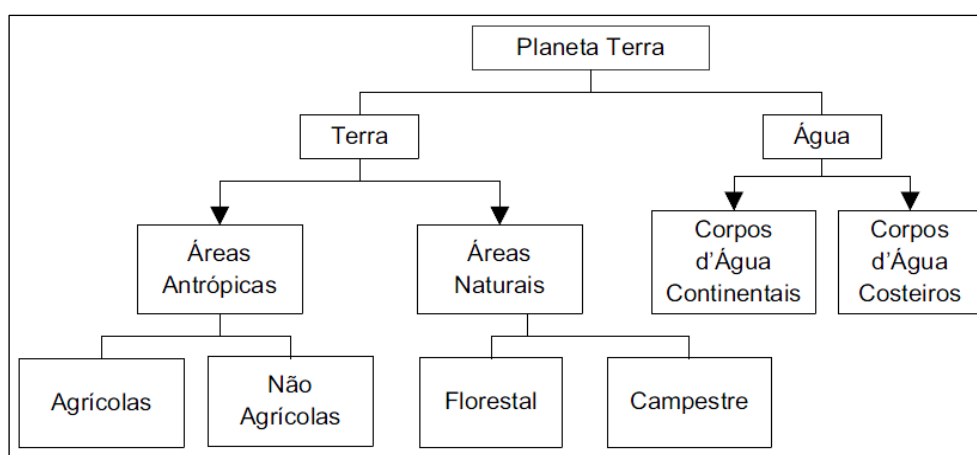 Planeta Terra
Terra
Água
Áreas
Antrópicas
Áreas
Naturais
Corpos
d'Água
Continentais
Corpos
d'Água
Costeiros
Agrícolas
Não
Agrícolas
Florestal
Campestre